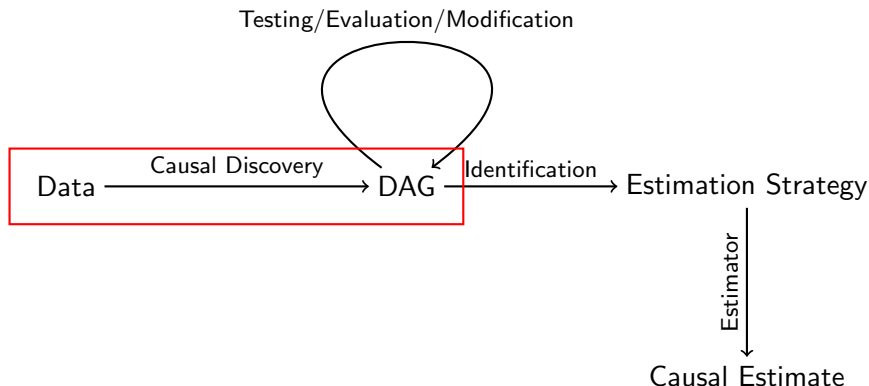 Testing/Evaluation/Modification
Causal Discovery
Identification
Data
DAG
Estimation Strategy
Estimator
Causal Estimate